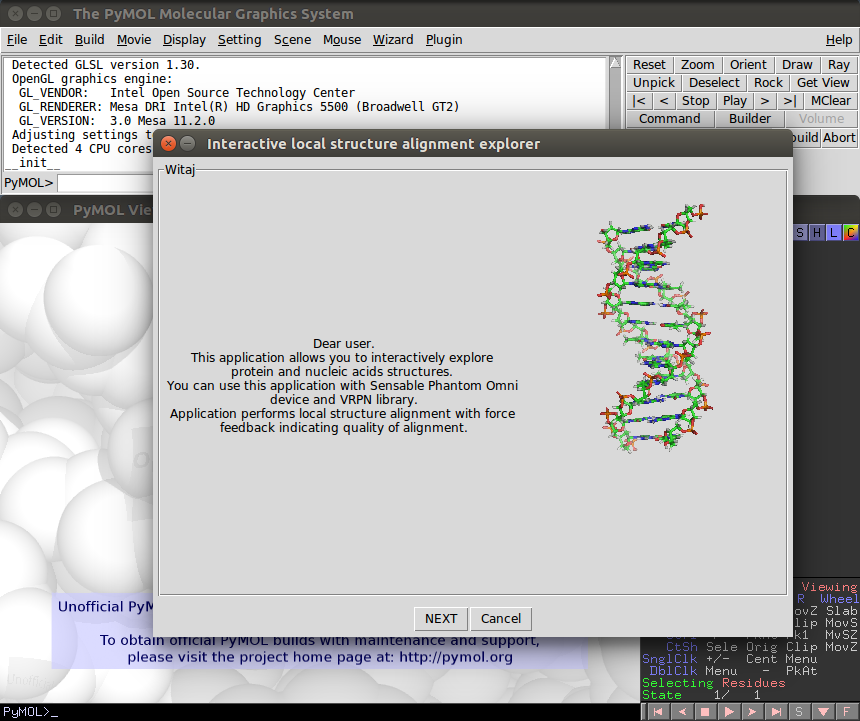 The PyMOL Molecular Graphics System
File Edit Build Movie Display Setting Scene Mouse Wizard Plugin Help
Detected GLSL version 1.30.
OpenGL graphics engine:
GL_VENDOR: Intel Open Source Technology Center
GL_RENDERER: Mesa DRI Intel(R) HD Graphics 5500 (Broadwell GT2)
GL_VERSION: 3.0 Mesa 11.2.0
Adjusting settings t
Detected 4 CPU cores
__init__
PyMOL>
Reset Zoom Orient Draw Ray
Unpick Deselect Rock Get View
|< < Stop Play > >| MClear
Command Builder Volume
build Abort
Interactive local structure alignment explorer
Witaj
Dear user.
This application allows you to interactively explore
protein and nucleic acids structures.
You can use this application with Sensable Phantom Omni
device and VRPN library.
Application performs local structure alignment with force
feedback indicating quality of alignment.
NEXT Cancel
PyMOL Vie
S H L C
Unofficial PyM
To obtain official PyMOL builds with maintenance and support,
please visit the project home page at: http://pymol.org
Viewing
R Wheel
ovZ Slab
Clip MovS
k1 MvSZ
CtSh Sele Orig Clip MovZ
SnglClk +/- Cent Menu
DblClk Menu - PkAt
Selecting Residues
State 1/ 1
PyMOL>_
S F